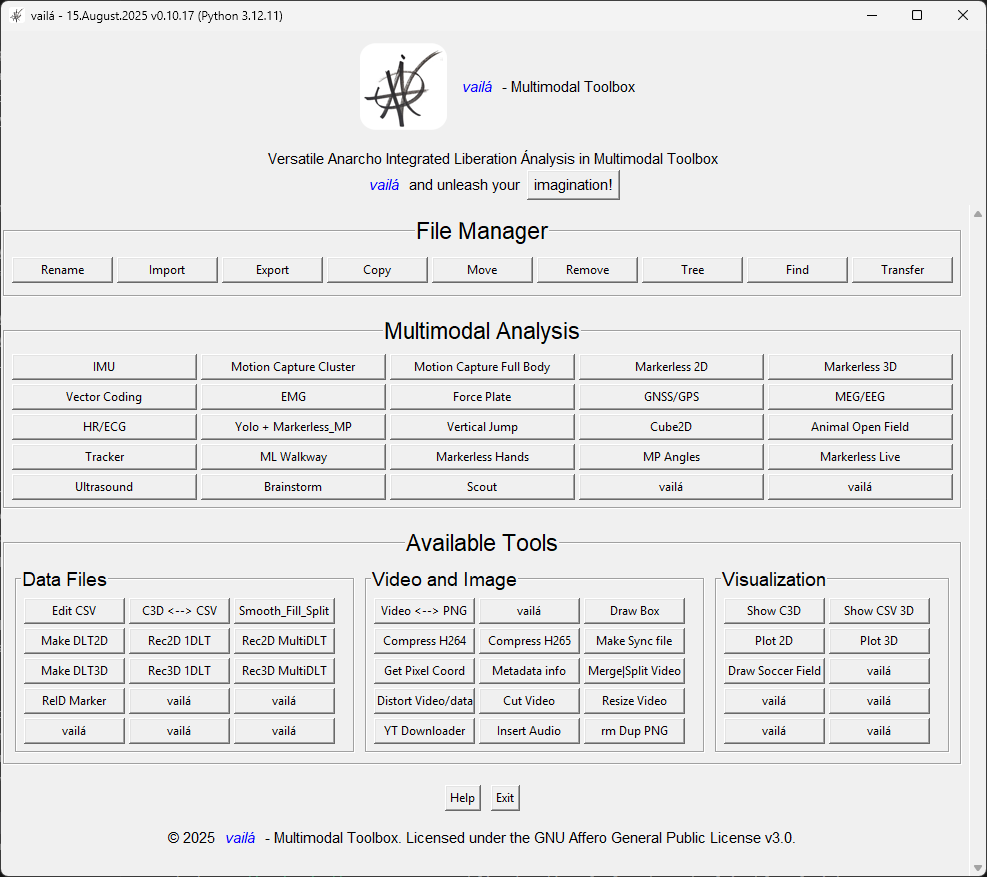 vailá - 15.August.2025 v0.10.17 (Python 3.12.11)
vailá - Multimodal Toolbox
Versatile Anarcho Integrated Liberation Ánalysis in Multimodal Toolbox
vailá and unleash your imagination!
File Manager
Rename Import Export Copy Move Remove Tree Find Transfer
Multimodal Analysis
IMU Motion Capture Cluster Motion Capture Full Body Markerless 2D Markerless 3D
Vector Coding EMG Force Plate GNSS/GPS MEG/EEG
HR/ECG Yolo + Markerless_MP Vertical Jump Cube2D Animal Open Field
Tracker ML Walkway Markerless Hands MP Angles Markerless Live
Ultrasound Brainstorm Scout vailá vailá
Available Tools
Data Files
Edit CSV C3D <--> CSV Smooth_Fill_Split
Make DLT2D Rec2D 1DLT Rec2D MultiDLT
Make DLT3D Rec3D 1DLT Rec3D MultiDLT
ReID Marker vailá vailá
vailá vailá vailá
Video and Image
Video <--> PNG vailá Draw Box
Compress H264 Compress H265 Make Sync file
Get Pixel Coord Metadata info Merge|Split Video
Distort Video/data Cut Video Resize Video
YT Downloader Insert Audio rm Dup PNG
Visualization
Show C3D Show CSV 3D
Plot 2D Plot 3D
Draw Soccer Field vailá
vailá vailá
vailá vailá
Help Exit
© 2025 vailá - Multimodal Toolbox. Licensed under the GNU Affero General Public License v3.0.